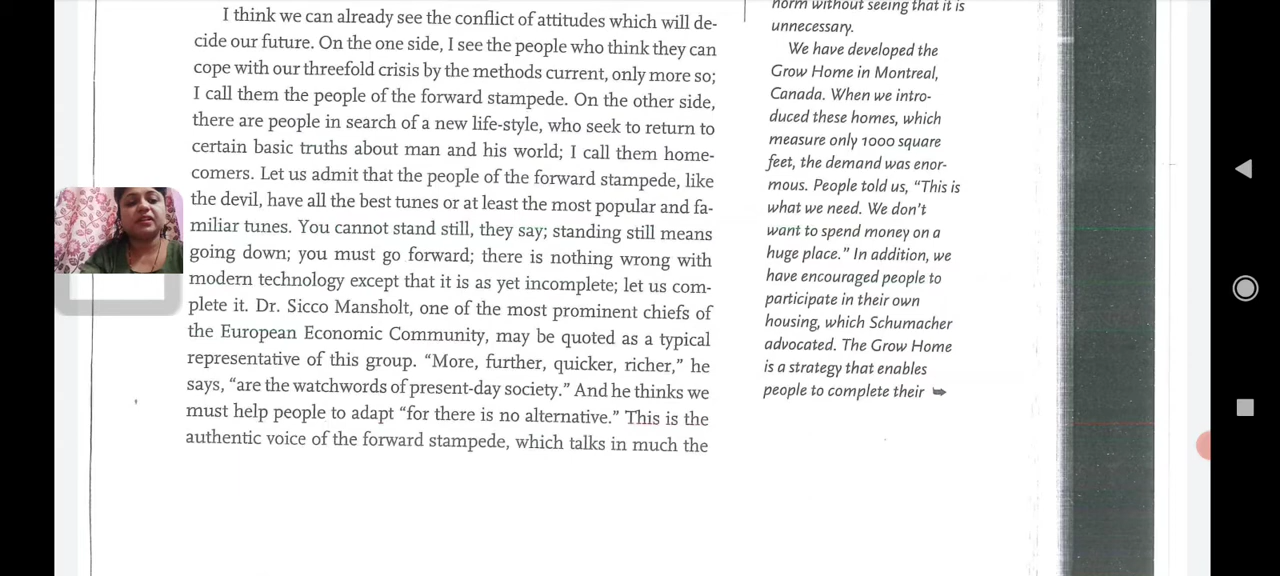 I think we can already see the conflict of attitudes which will de-
cide our future. On the one side, I see the people who think they can
cope with our threefold crisis by the methods current, only more so;
I call them the people of the forward stampede. On the other side,
there are people in search of a new life-style, who seek to return to
certain basic truths about man and his world; I call them home-
comers. Let us admit that the people of the forward stampede, like
the devil, have all the best tunes or at least the most popular and fa-
miliar tunes. You cannot stand still, they say; standing still means
going down; you must go forward; there is nothing wrong with
modern technology except that it is as yet incomplete; let us com-
plete it. Dr. Sicco Mansholt, one of the most prominent chiefs of
the European Economic Community, may be quoted as a typical
representative of this group. “More, further, quicker, richer,” he
says, “are the watchwords of present-day society.” And he thinks we
must help people to adapt “for there is no alternative.” This is the
authentic voice of the forward stampede, which talks in much the
norm without seeing that it is
unnecessary.
We have developed the
Grow Home in Montreal,
Canada. When we intro-
duced these homes, which
measure only 1000 square
feet, the demand was enor-
mous. People told us, “This is
what we need. We don’t
want to spend money on a
huge place.” In addition, we
have encouraged people to
participate in their own
housing, which Schumacher
advocated. The Grow Home
is a strategy that enables
people to complete their